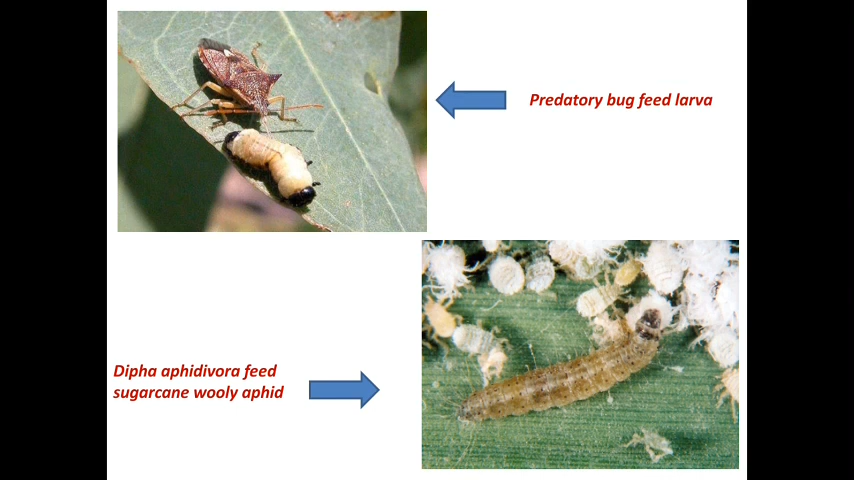 Predatory bug feed larva
Dipha aphidivora feed
sugarcane wooly aphid